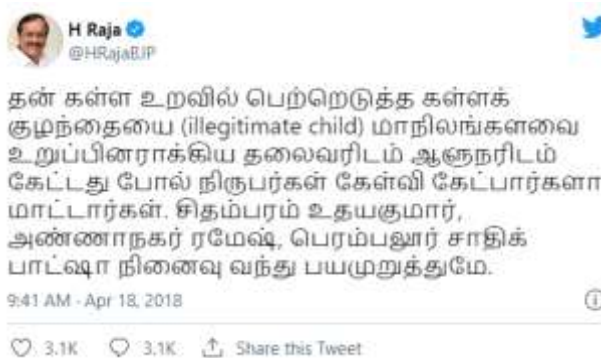 H Raja
@HRajaBJP
தன் கள்ள உறவில் பெற்றெடுத்த கள்ளக்
குழந்தையை (illegitimate child) மாநிலங்களவை
உறுப்பினராக்கிய தலைவரிடம் ஆளுநரிடம்
கேட்டது போல் நிருபர்கள் கேள்வி கேட்பார்களா
மாட்டார்கள். சிதம்பரம் உதயகுமார்,
அண்ணாநகர் ரமேஷ், பெரம்பலூர் சாதிக்
பாட்ஷா நினைவு வந்து பயமுறுத்துமே.
9:41 AM · Apr 18, 2018
3.1K 3.1K Share this Tweet